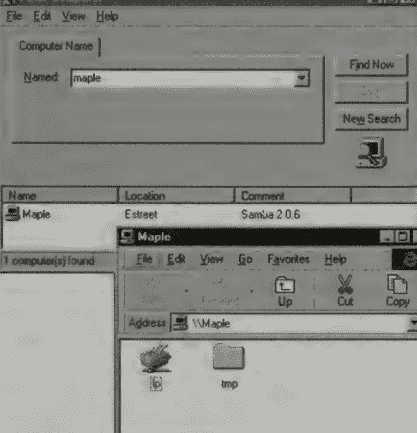 File Edit View Help
Computer Name
Named: maple
Find Now
New Search
Name Location Comment
Maple Estreet Samba 2.0.6
1 computer(s) found
Maple
File Edit View Go Favorites Help
Up Cut Copy
Address \\Maple
lp tmp